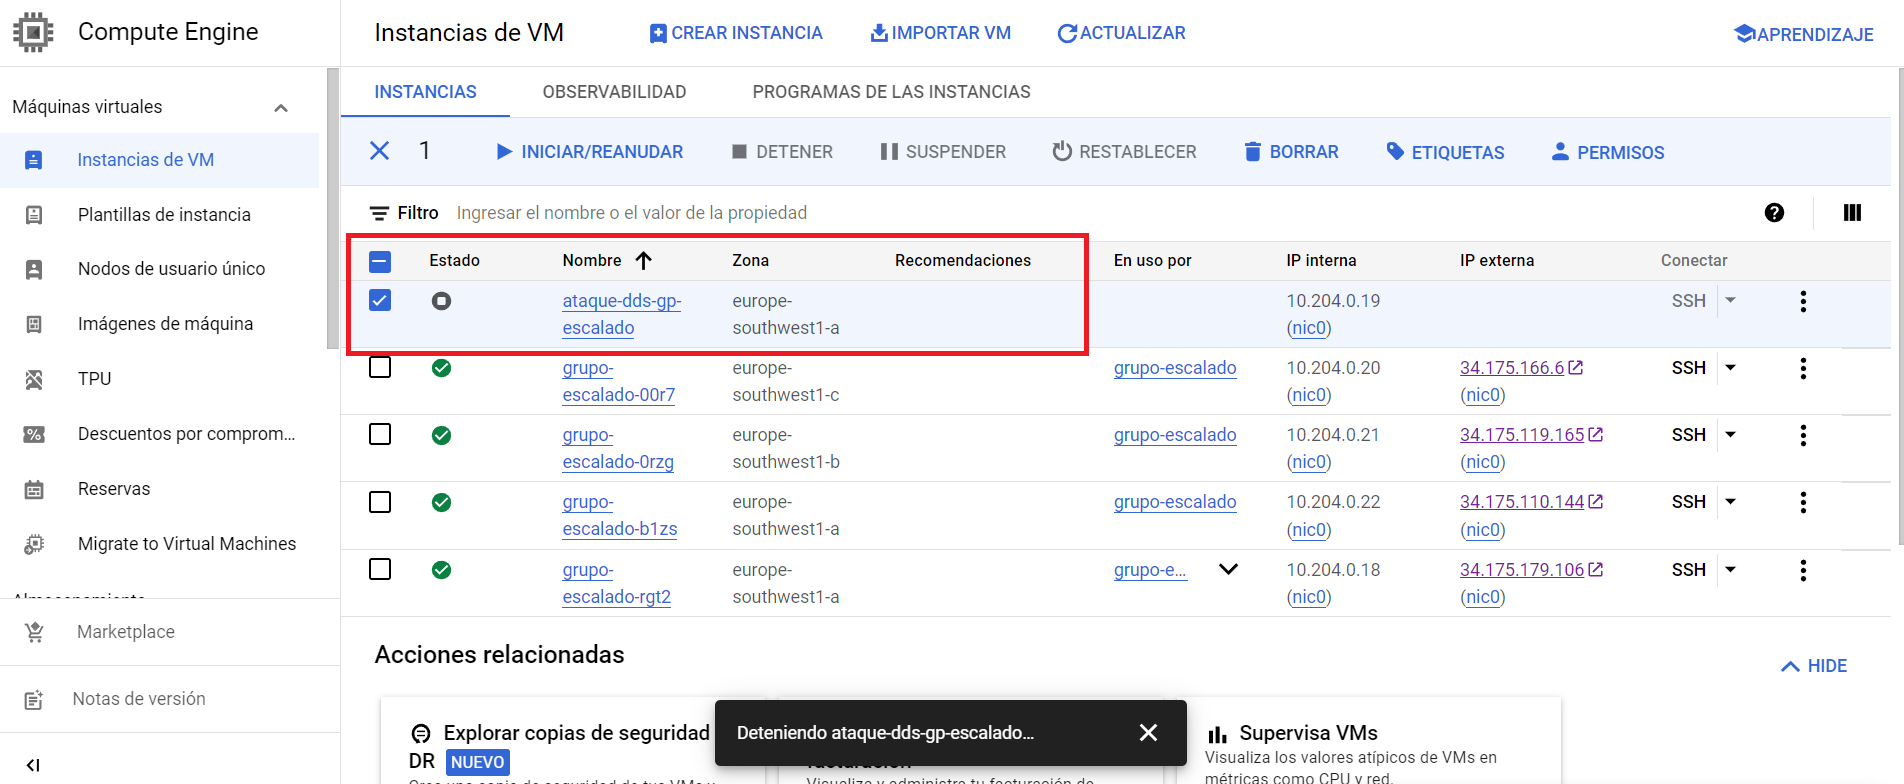 Compute Engine
Instancias de VM
CREAR INSTANCIA
IMPORTAR VM
ACTUALIZAR
APRENDIZAJE
Máquinas virtuales
Instancias de VM
Plantillas de instancia
Nodos de usuario único
Imágenes de máquina
TPU
Descuentos por comprom...
Reservas
Migrate to Virtual Machines
Almacenamiento
Marketplace
Notas de versión
INSTANCIAS
OBSERVABILIDAD
PROGRAMAS DE LAS INSTANCIAS
1
INICIAR/REANUDAR
DETENER
SUSPENDER
RESTABLECER
BORRAR
ETIQUETAS
PERMISOS
Filtro
Ingresar el nombre o el valor de la propiedad
Estado
Nombre
Zona
Recomendaciones
En uso por
IP interna
IP externa
Conectar
ataque-dds-gp-
escalado
europe-
southwest1-a
10.204.0.19
(nic0)
SSH
grupo-
escalado-00r7
europe-
southwest1-c
grupo-escalado
10.204.0.20
(nic0)
34.175.166.6
(nic0)
SSH
grupo-
escalado-0rzg
europe-
southwest1-b
grupo-escalado
10.204.0.21
(nic0)
34.175.119.165
(nic0)
SSH
grupo-
escalado-b1zs
europe-
southwest1-a
grupo-escalado
10.204.0.22
(nic0)
34.175.110.144
(nic0)
SSH
grupo-
escalado-rgt2
europe-
southwest1-a
grupo-e...
10.204.0.18
(nic0)
34.175.179.106
(nic0)
SSH
Acciones relacionadas
HIDE
Explorar copias de seguridad
DR NUEVO
Deteniendo ataque-dds-gp-escalado...
facturación
Visualiza y administra tu facturación de
Supervisa VMs
Visualiza los valores atípicos de VMs en
métricas como CPU y red.